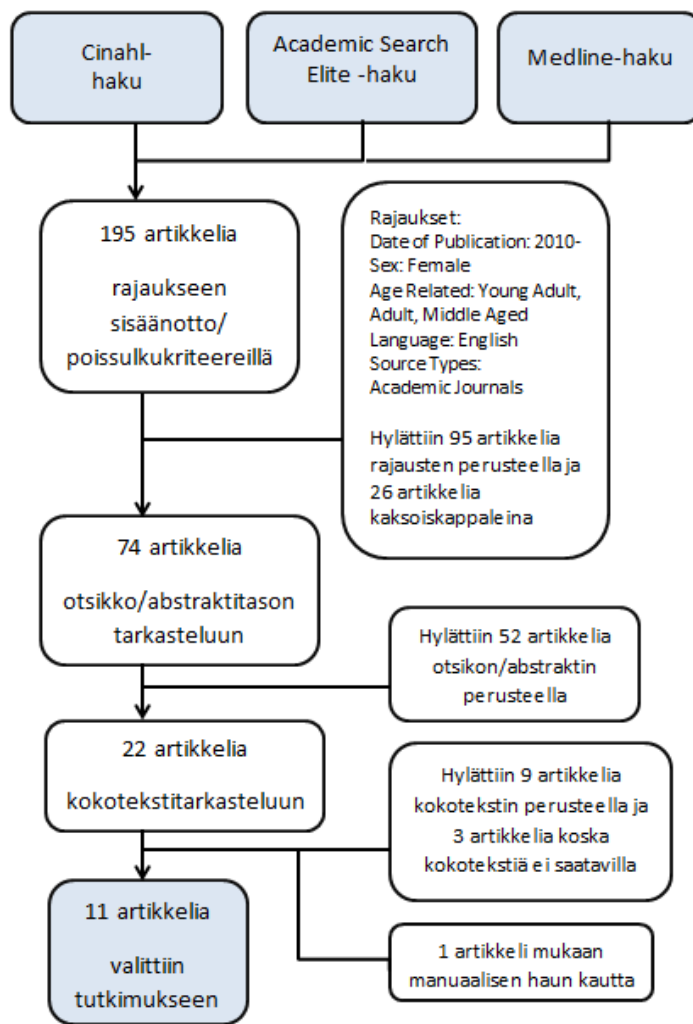 Cinahl-
haku
Academic Search
Elite -haku
Medline-haku
195 artikkelia
rajaukseen
sisäänotto/
poissulkukriteereillä
Rajaukset:
Date of Publication: 2010-
Sex: Female
Age Related: Young Adult,
Adult, Middle Aged
Language: English
Source Types:
Academic Journals
Hylättiin 95 artikkelia
rajausten perusteella ja
26 artikkelia
kaksoiskappaleina
74 artikkelia
otsikko/abstraktitason
tarkasteluun
Hylättiin 52 artikkelia
otsikon/abstraktin
perusteella
22 artikkelia
kokotekstitarkasteluun
Hylättiin 9 artikkelia
kokotekstin perusteella ja
3 artikkelia koska
kokotekstiä ei saatavilla
11 artikkelia
valittiin
tutkimukseen
1 artikkeli mukaan
manuaalisen haun kautta